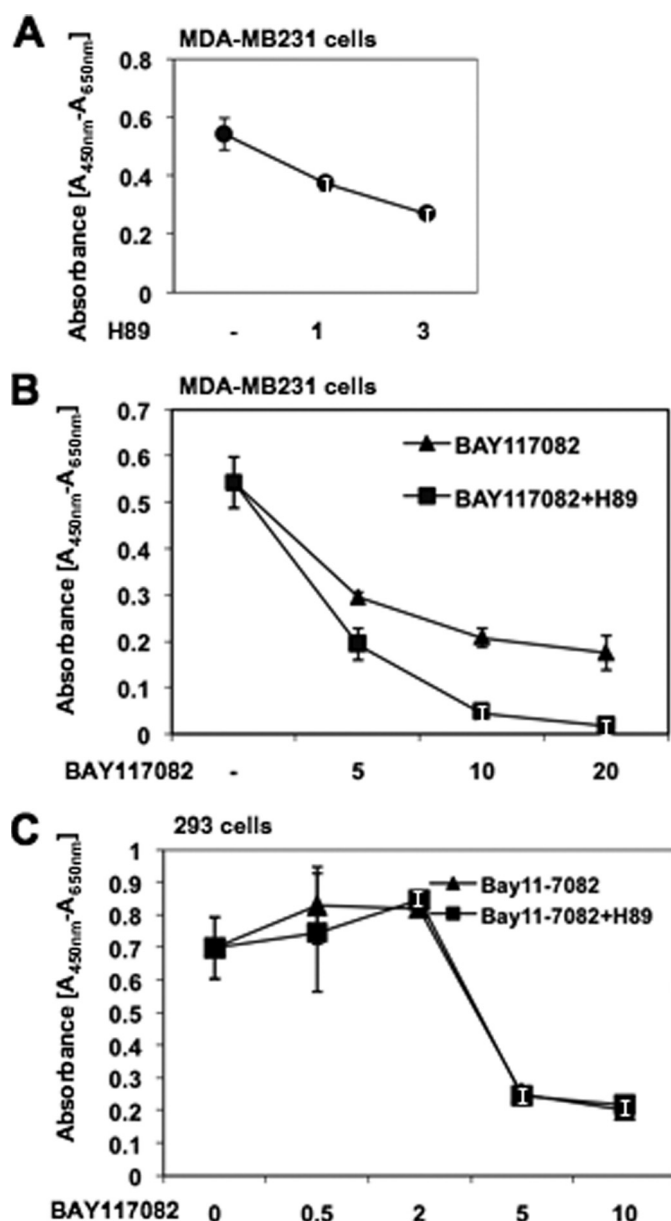 A
MDA-MB231 cells
Absorbance [A450nm-A650nm]
0.8
0.6
0.4
0.2
0
H89 - 1 3
B
MDA-MB231 cells
Absorbance [A450nm-A650nm]
0.7
0.6
0.5
0.4
0.3
0.2
0.1
0
BAY117082
BAY117082+H89
BAY117082 - 5 10 20
C
293 cells
Absorbance [A450nm-A650nm]
1
0.9
0.8
0.7
0.6
0.5
0.4
0.3
0.2
0.1
0
Bay11-7082
Bay11-7082+H89
BAY117082 0 0.5 2 5 10